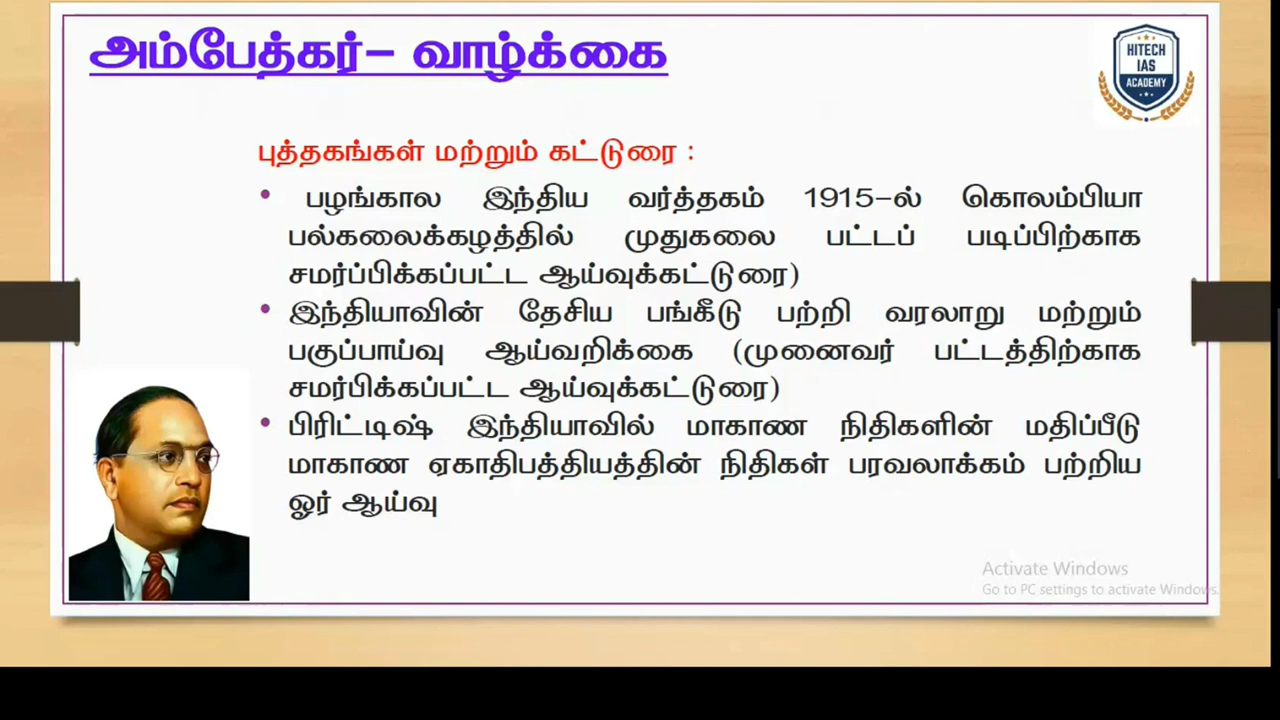 அம்பேத்கர்– வாழ்க்கை
HITECH
IAS
ACADEMY
புத்தகங்கள் மற்றும் கட்டுரை :
• பழங்கால இந்திய வர்த்தகம் 1915–ல் கொலம்பியா
பல்கலைக்கழத்தில் முதுகலை பட்டப் படிப்பிற்காக
சமர்ப்பிக்கப்பட்ட ஆய்வுக்கட்டுரை)
• இந்தியாவின் தேசிய பங்கீடு பற்றி வரலாறு மற்றும்
பகுப்பாய்வு ஆய்வறிக்கை (முனைவர் பட்டத்திற்காக
சமர்பிக்கப்பட்ட ஆய்வுக்கட்டுரை)
• பிரிட்டிஷ் இந்தியாவில் மாகாண நிதிகளின் மதிப்பீடு
மாகாண ஏகாதிபத்தியத்தின் நிதிகள் பரவலாக்கம் பற்றிய
ஓர் ஆய்வு
Activate Windows
Go to PC settings to activate Windows.